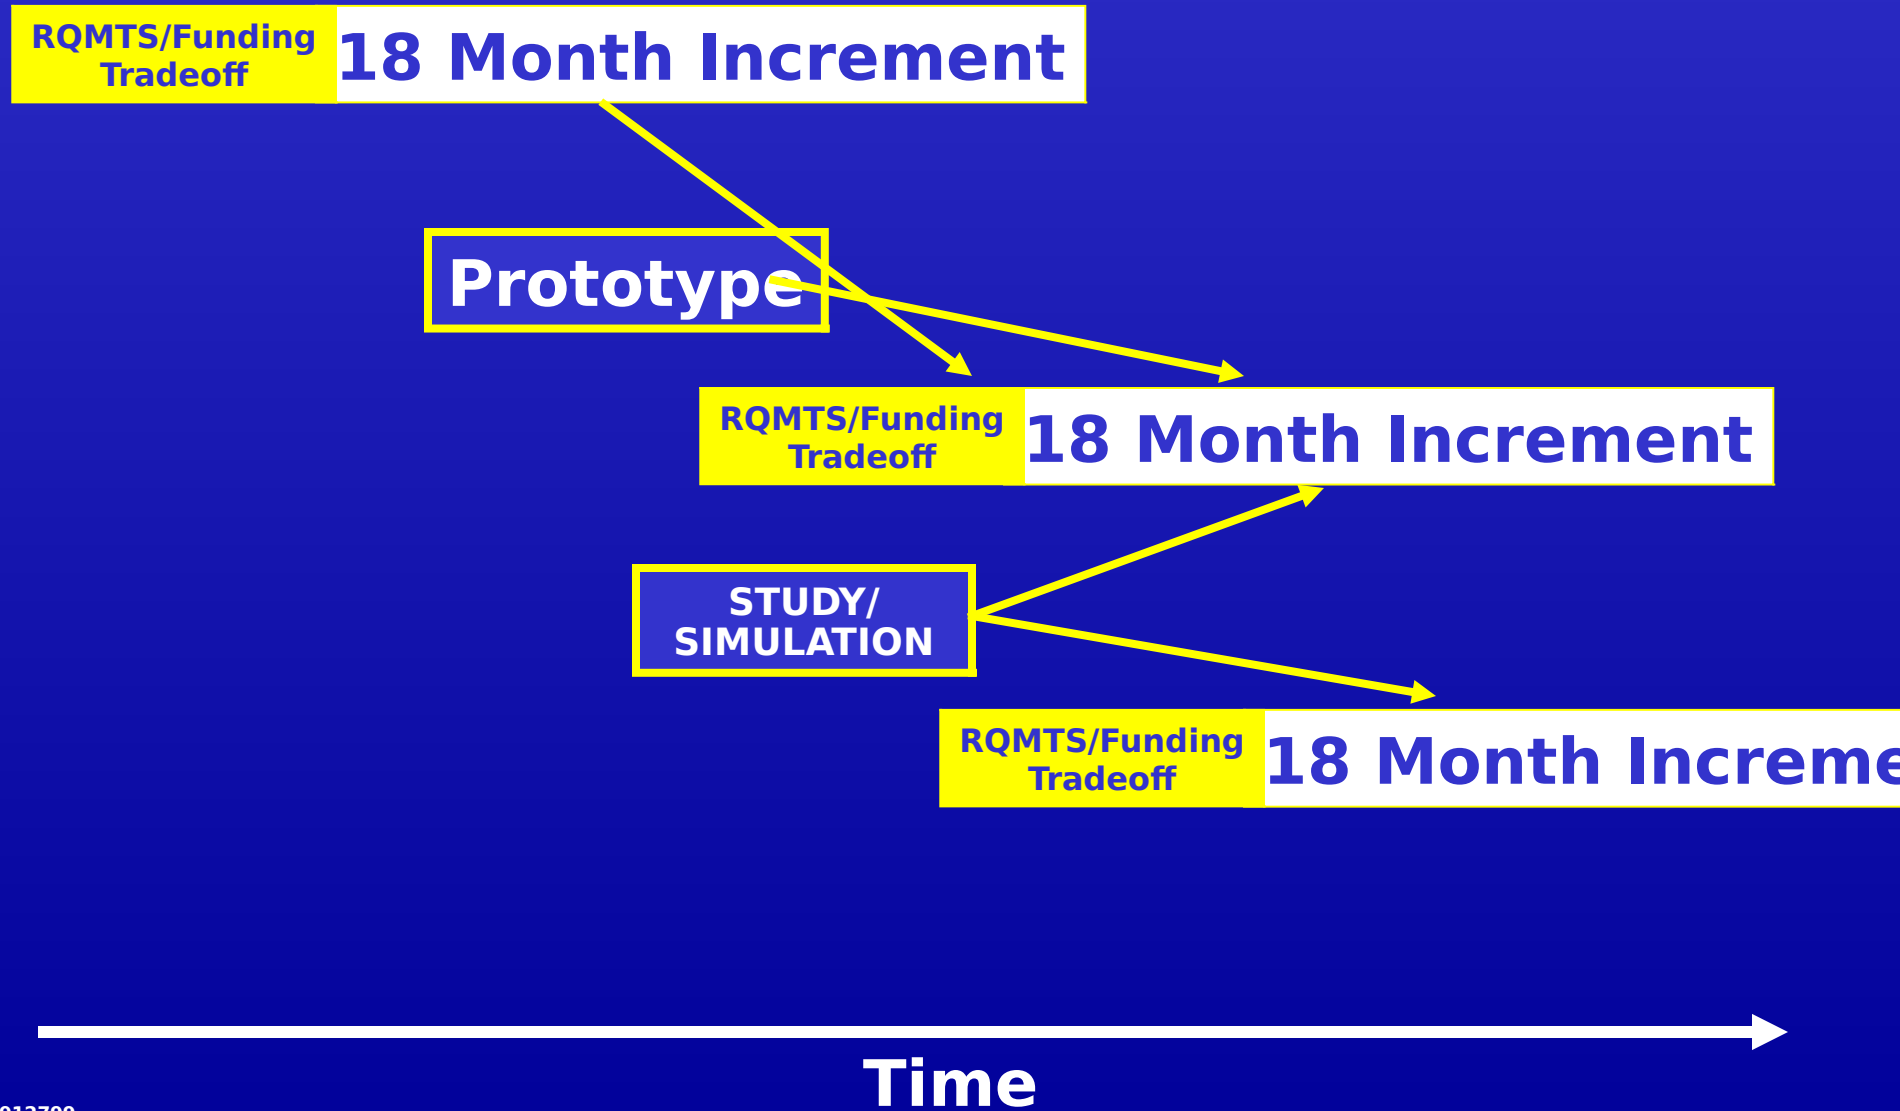 RQMTS/Funding
Tradeoff
18 Month Increment
Prototype
RQMTS/Funding
Tradeoff
18 Month Increment
STUDY/
SIMULATION
RQMTS/Funding
Tradeoff
18 Month Increme
Time